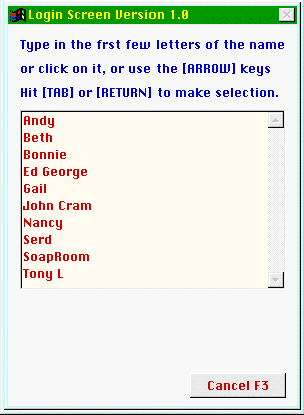 Login Screen Version 1.0
Type in the frst few letters of the name
or click on it, or use the [ARROW] keys
Hit [TAB] or [RETURN] to make selection.
Andy
Beth
Bonnie
Ed George
Gail
John Cram
Nancy
Serd
SoapRoom
Tony L
Cancel F3